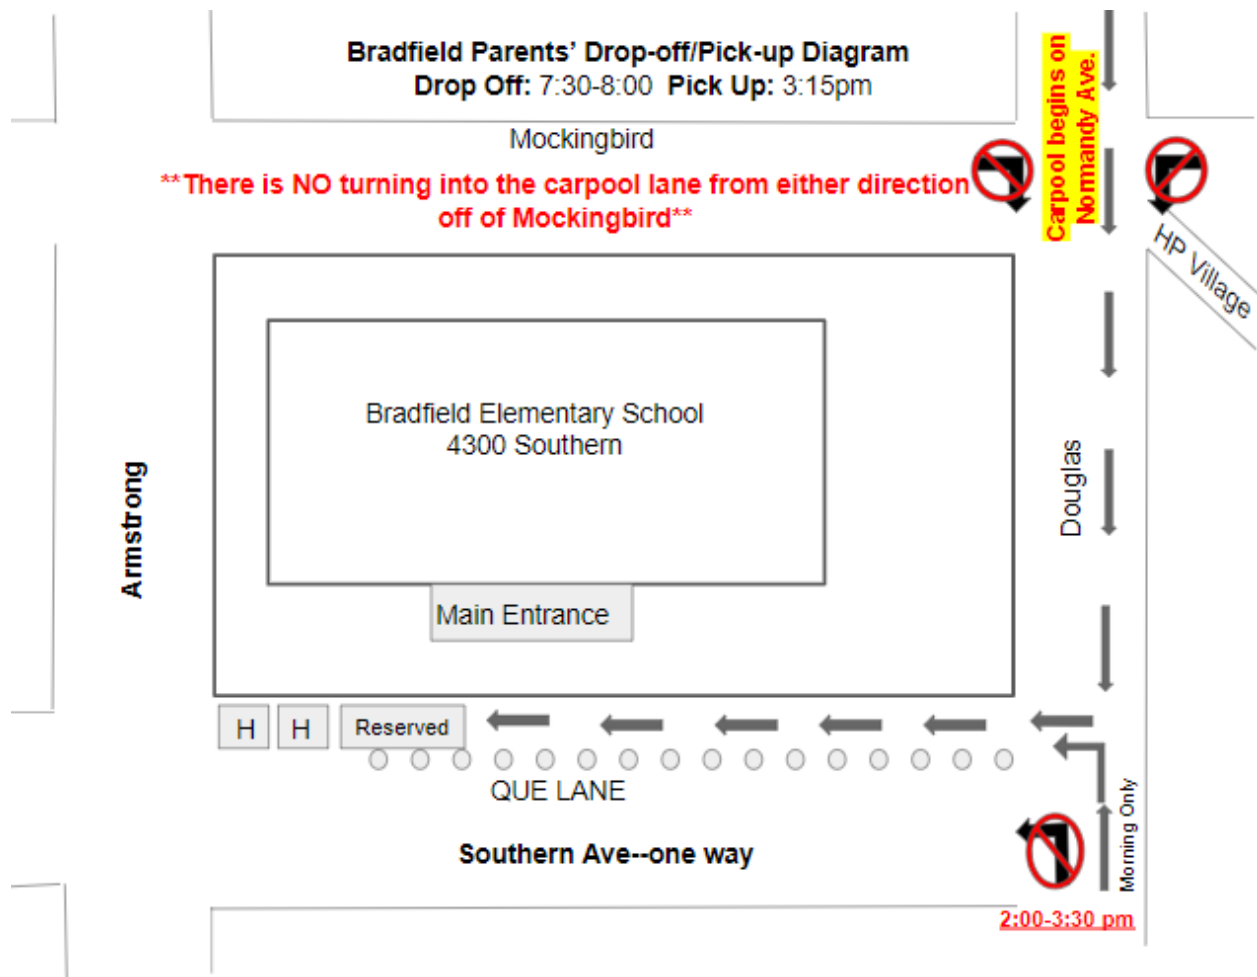 Bradfield Parents' Drop-off/Pick-up Diagram
Drop Off: 7:30-8:00 Pick Up: 3:15pm
Carpool begins on
Normandy Ave.
Mockingbird
**There is NO turning into the carpool lane from either direction
off of Mockingbird**
HP Village
Bradfield Elementary School
4300 Southern
Armstrong
Douglas
Main Entrance
H
H
Reserved
QUE LANE
Morning Only
Southern Ave--one way
2:00-3:30 pm